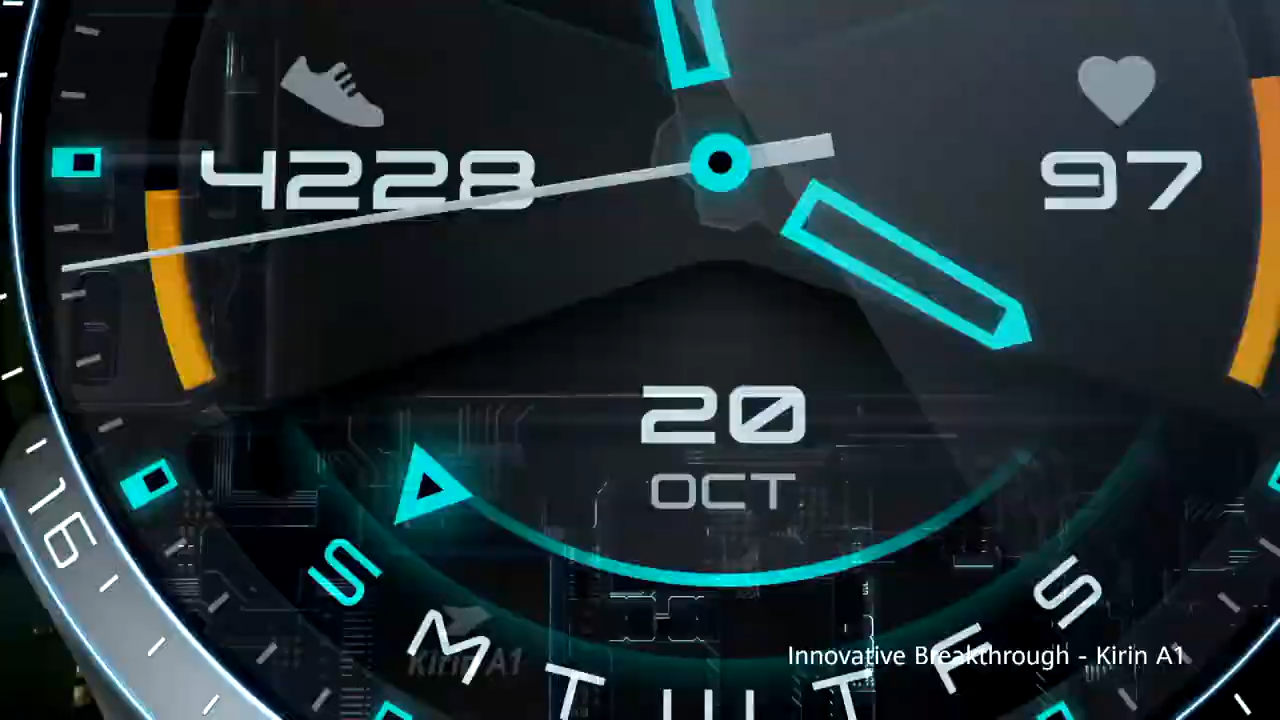 4228
97
20
OCT
16
S M T W T F S
Kirin A1
Innovative Breakthrough - Kirin A1